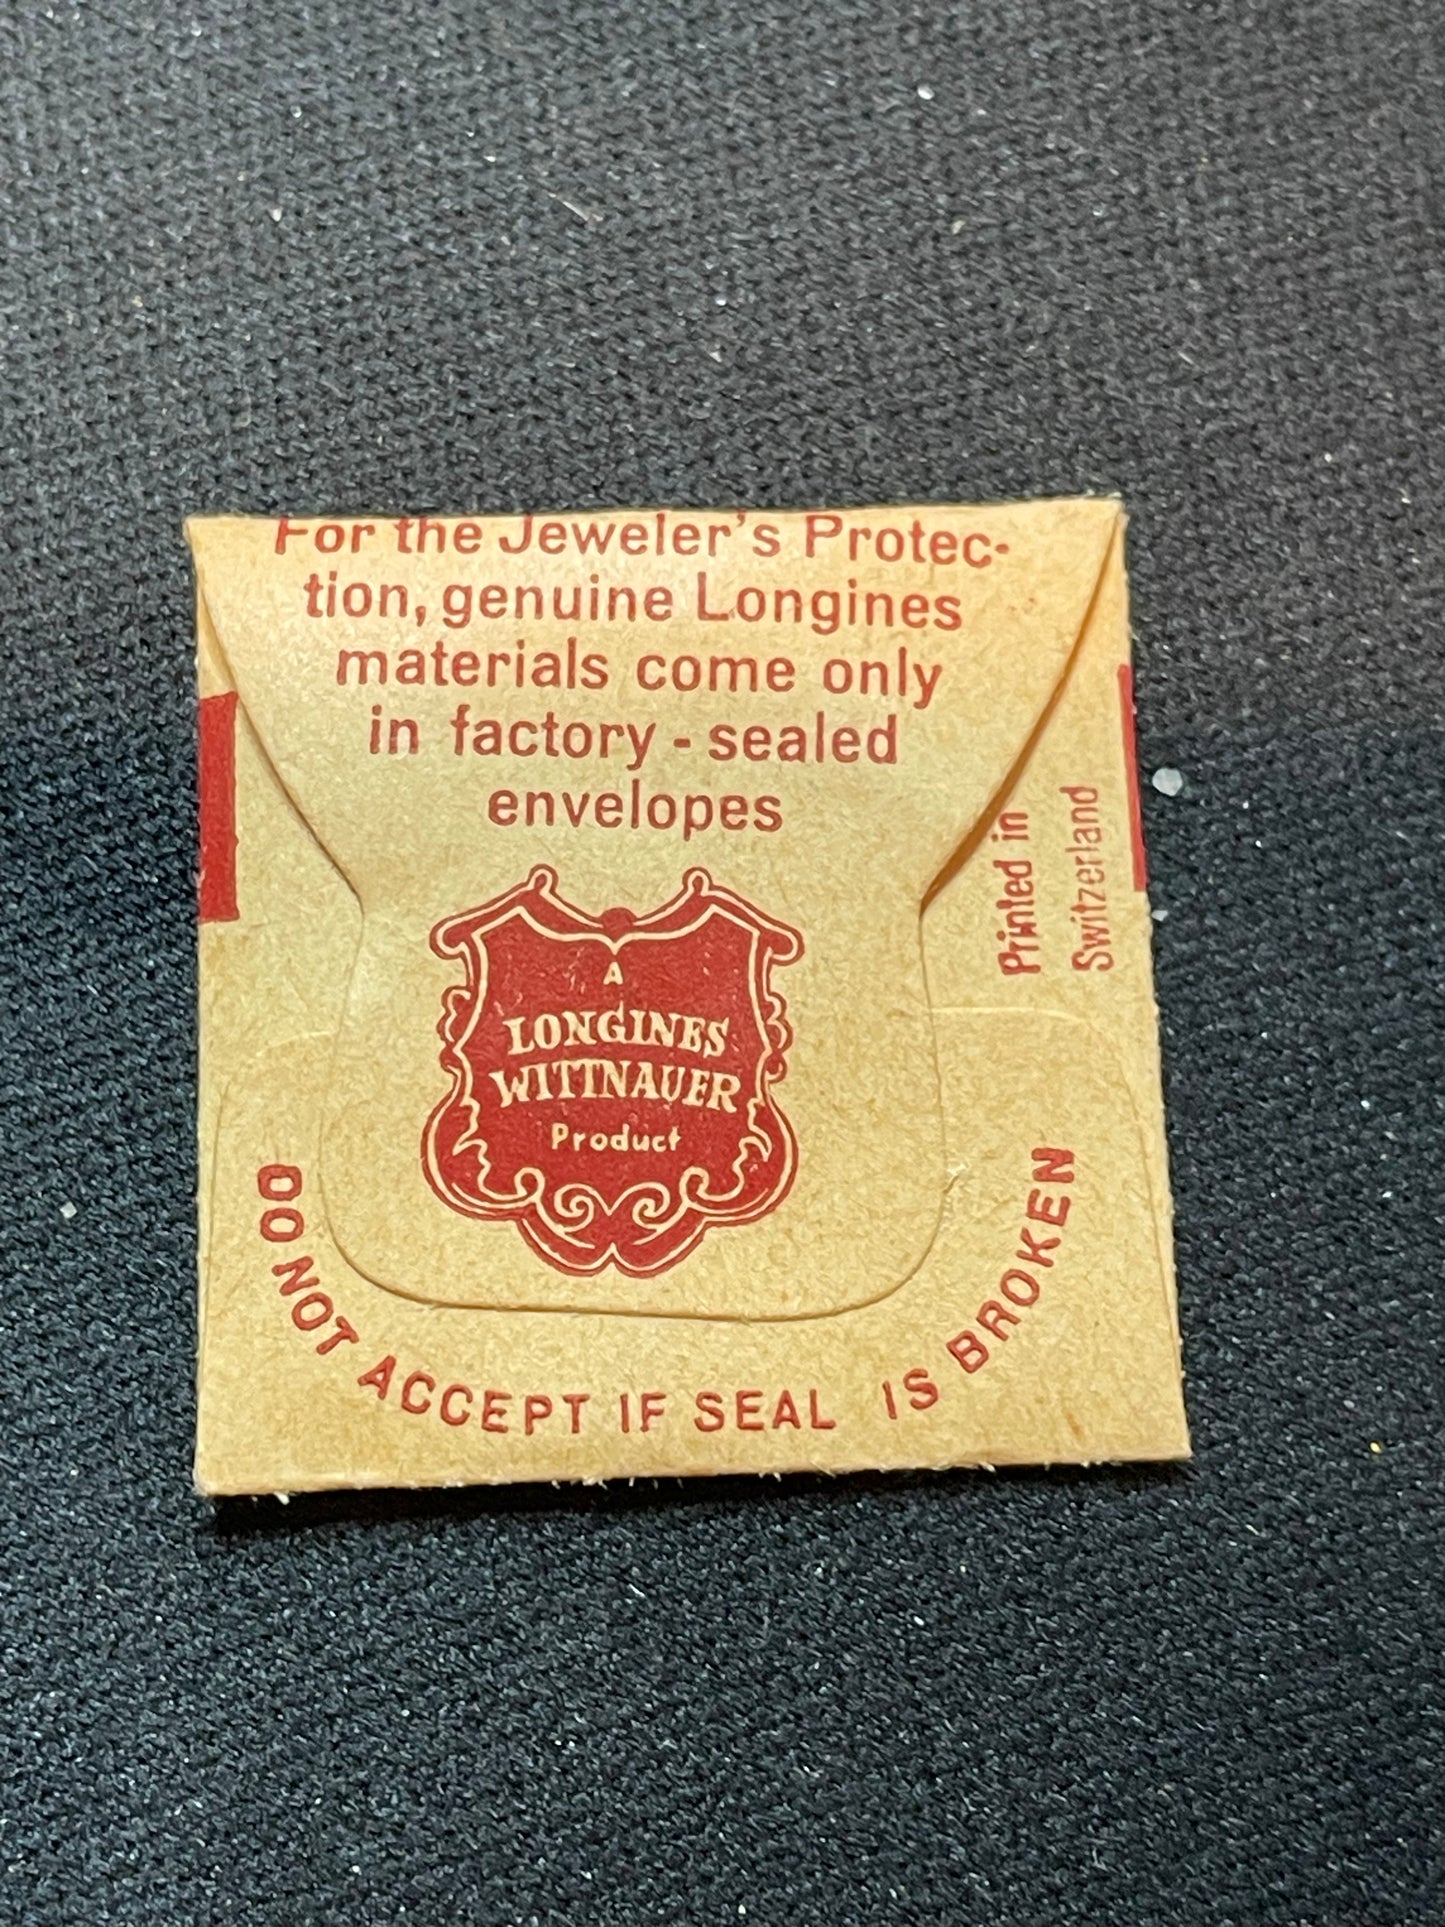 For the Jeweler's Protec-
tion, genuine Longines
materials come only
in factory - sealed
envelopes
A
LONGINES
WITTNAUER
Product
Printed in
Switzerland
DO NOT ACCEPT IF SEAL IS BROKEN